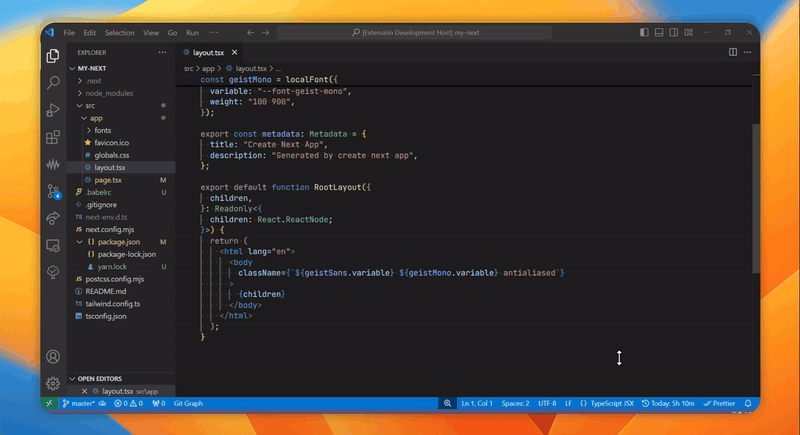 File Edit Selection View Go Run ···
[Extension Development Host] my-next
EXPLORER ···
MY-NEXT
.next
node_modules
src
app
fonts
favicon.ico
globals.css
layout.tsx
page.tsx M
.babelrc U
.gitignore
next-env.d.ts
next.config.mjs
package.json M
package-lock.json
yarn.lock U
postcss.config.mjs
README.md
tailwind.config.ts
tsconfig.json
OPEN EDITORS
layout.tsx src\app
4
layout.tsx
src > app > layout.tsx > ...
const geistMono = localFont({
variable: "--font-geist-mono",
weight: "100 900",
});
export const metadata: Metadata = {
title: "Create Next App",
description: "Generated by create next app",
};
export default function RootLayout({
children,
}: Readonly<{
children: React.ReactNode;
}>) {
return (
<html lang="en">
<body
className={`${geistSans.variable} ${geistMono.variable} antialiased`}
>
{children}
</body>
</html>
);
}
master* 0 0 0 Git Graph Ln 1, Col 1 Spaces: 2 UTF-8 LF {} TypeScript JSX Today: 5h 10m Prettier